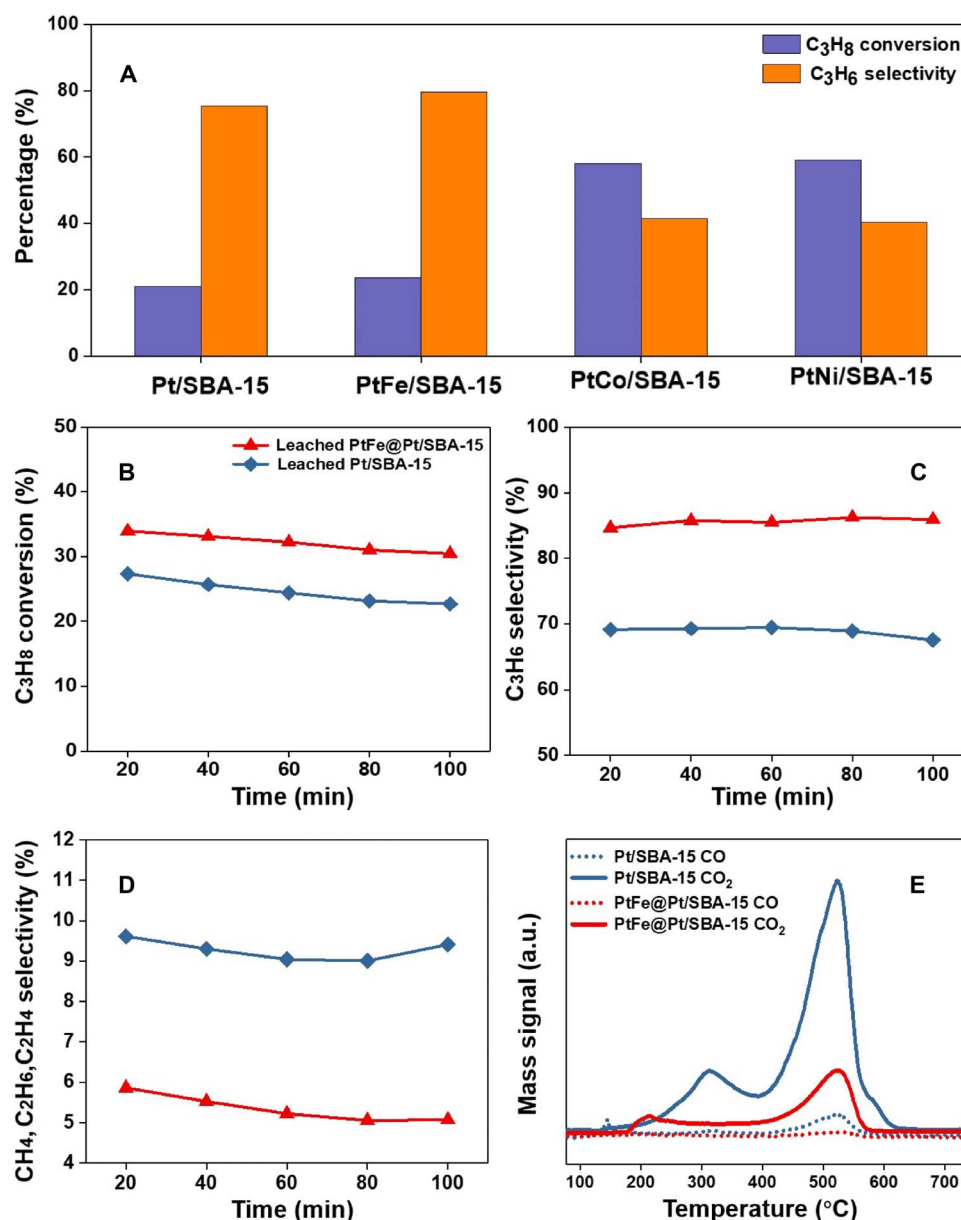 A
C₃H₈ conversion
C₃H₆ selectivity
Percentage (%)
100
80
60
40
20
0
Pt/SBA-15 PtFe/SBA-15 PtCo/SBA-15 PtNi/SBA-15
B
Leached PtFe@Pt/SBA-15
Leached Pt/SBA-15
C₃H₈ conversion (%)
50
40
30
20
10
0
20 40 60 80 100
Time (min)
C
C₃H₆ selectivity (%)
100
90
80
70
60
50
20 40 60 80 100
Time (min)
D
CH₄, C₂H₆,C₂H₄ selectivity (%)
12
11
10
9
8
7
6
5
4
20 40 60 80 100
Time (min)
E
Pt/SBA-15 CO
Pt/SBA-15 CO₂
PtFe@Pt/SBA-15 CO
PtFe@Pt/SBA-15 CO₂
Mass signal (a.u.)
100 200 300 400 500 600 700
Temperature (°C)